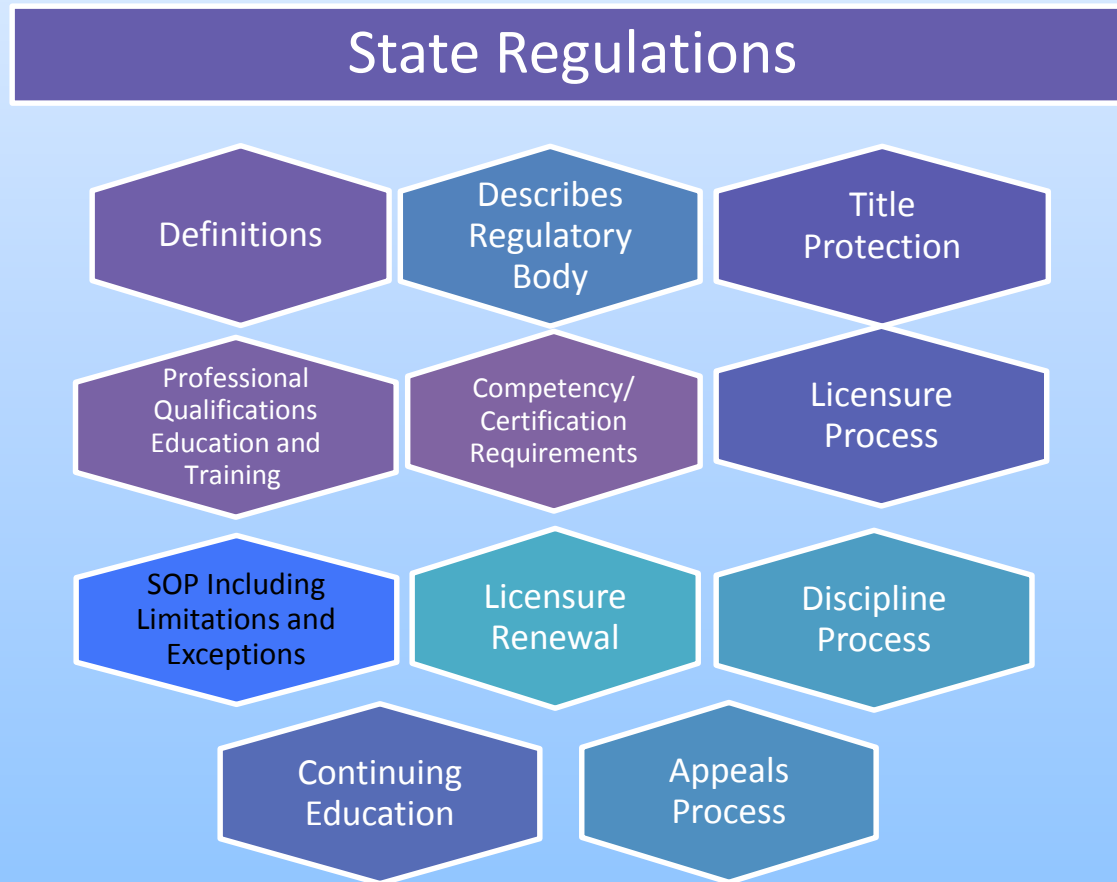 State Regulations
Definitions
Describes
Regulatory
Body
Title
Protection
Professional
Qualifications
Education and
Training
Competency/
Certification
Requirements
Licensure
Process
SOP Including
Limitations and
Exceptions
Licensure
Renewal
Discipline
Process
Continuing
Education
Appeals
Process